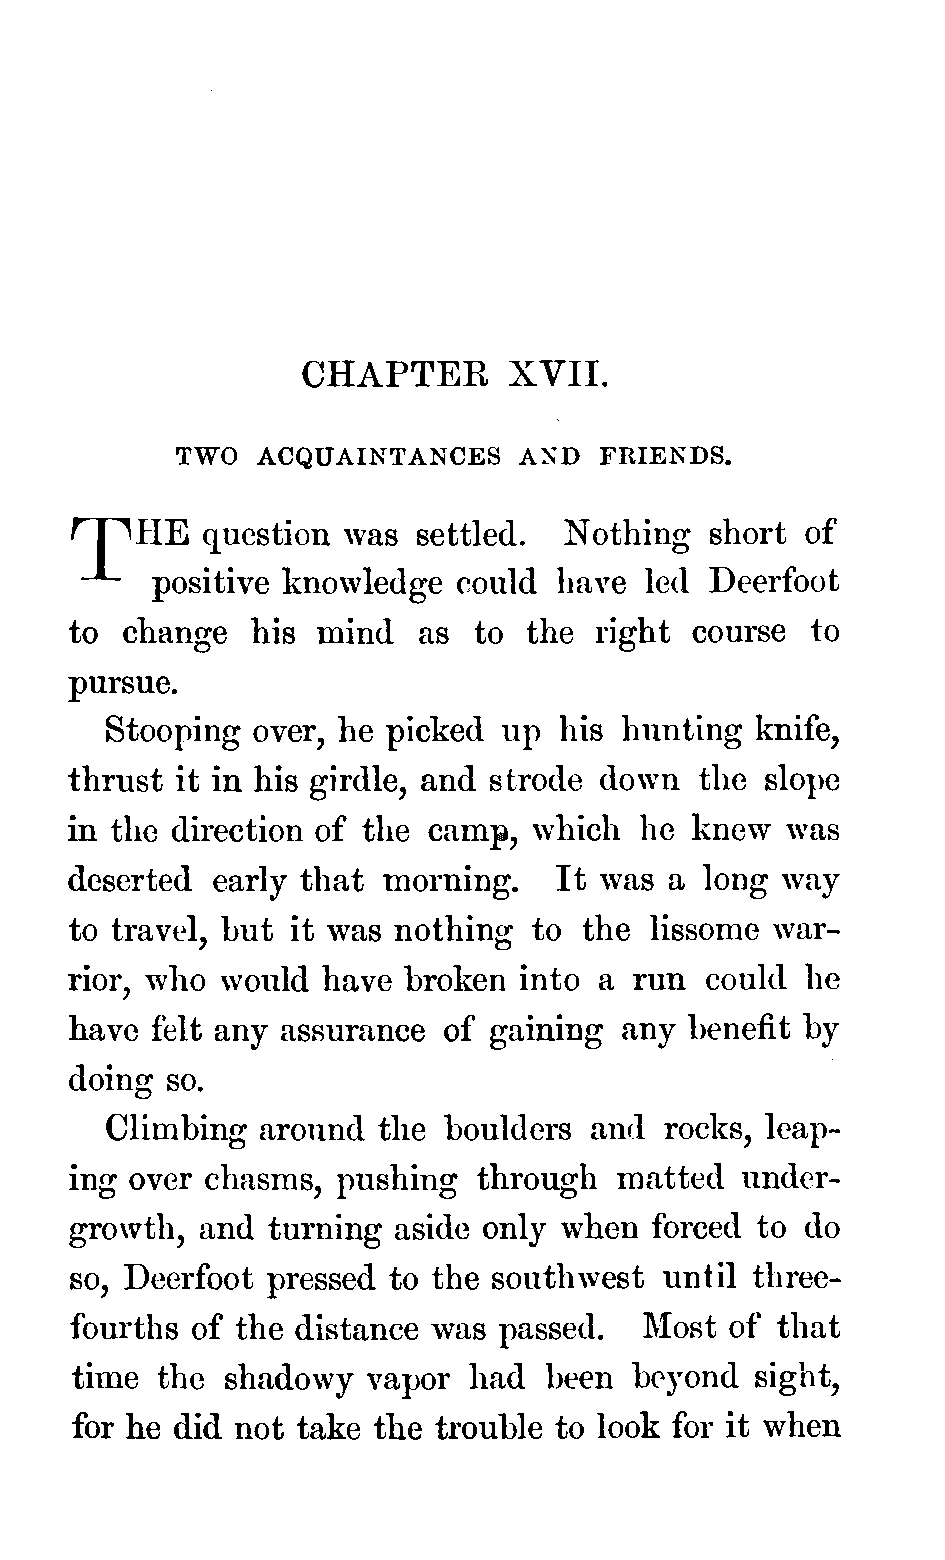 CHAPTER XVII.
TWO ACQUAINTANCES AND FRIENDS.
THE question was settled. Nothing short of
positive knowledge could have led Deerfoot
to change his mind as to the right course to
pursue.
Stooping over, he picked up his hunting knife,
thrust it in his girdle, and strode down the slope
in the direction of the camp, which he knew was
deserted early that morning. It was a long way
to travel, but it was nothing to the lissome war-
rior, who would have broken into a run could he
have felt any assurance of gaining any benefit by
doing so.
Climbing around the boulders and rocks, leap-
ing over chasms, pushing through matted under-
growth, and turning aside only when forced to do
so, Deerfoot pressed to the southwest until three-
fourths of the distance was passed. Most of that
time the shadowy vapor had been beyond sight,
for he did not take the trouble to look for it when